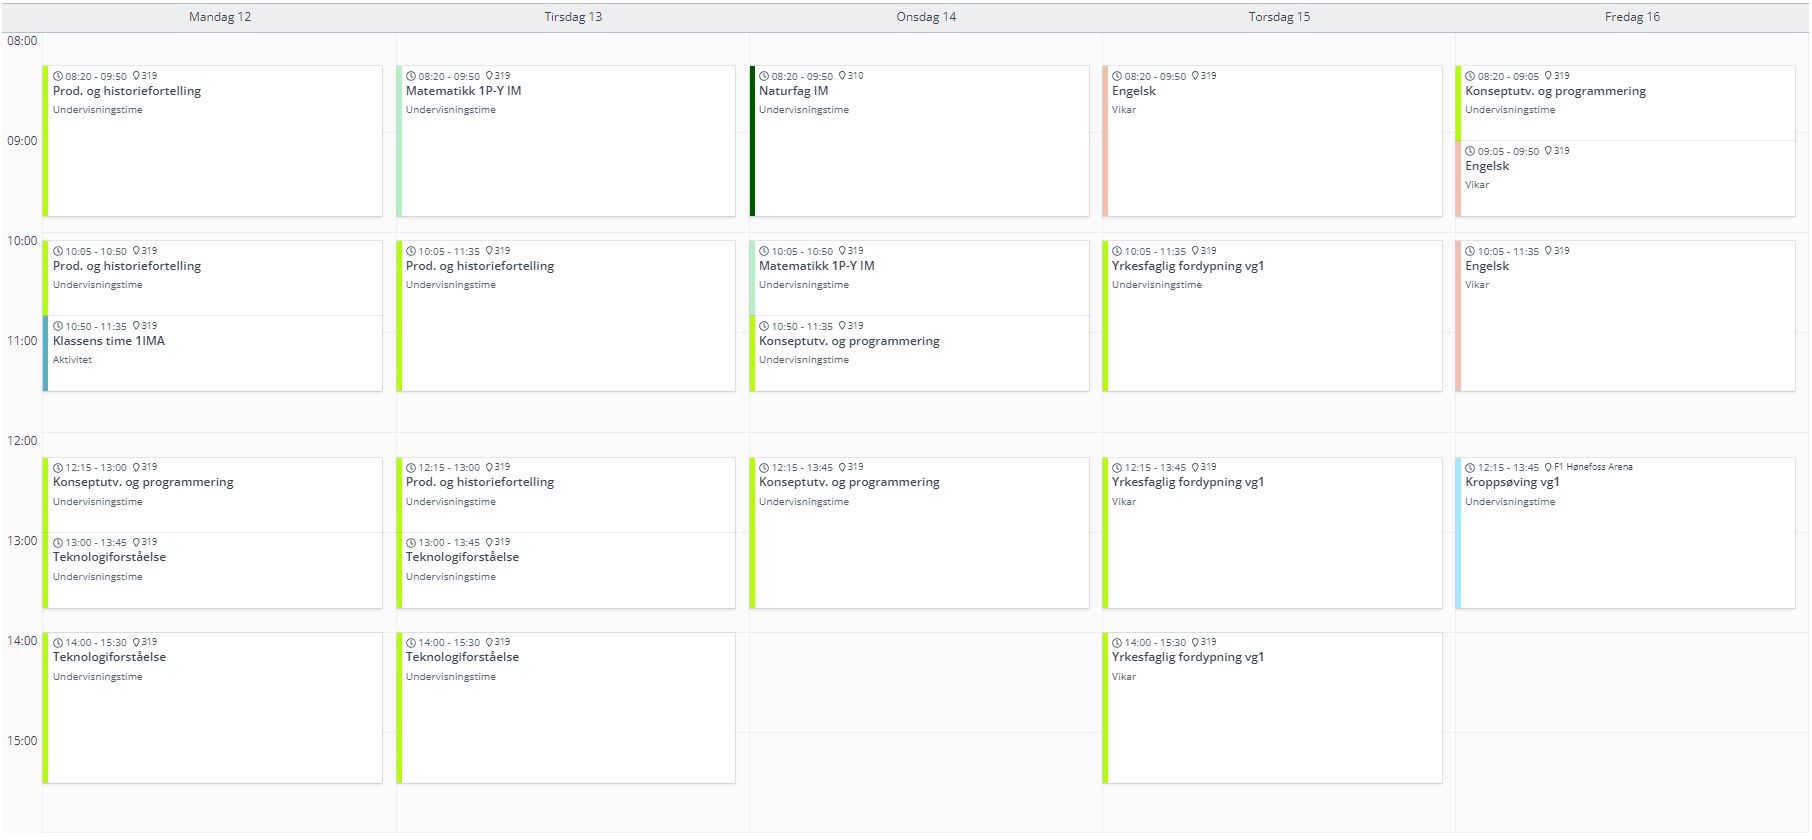 Mandag 12
Tirsdag 13
Onsdag 14
Torsdag 15
Fredag 16
08:00
09:00
10:00
11:00
12:00
13:00
14:00
15:00
08:20 - 09:50 319
Prod. og historiefortelling
Undervisningstime
10:05 - 10:50 319
Prod. og historiefortelling
Undervisningstime
10:50 - 11:35 319
Klassens time 1IMA
Aktivitet
12:15 - 13:00 319
Konseptutv. og programmering
Undervisningstime
13:00 - 13:45 319
Teknologiforståelse
Undervisningstime
14:00 - 15:30 319
Teknologiforståelse
Undervisningstime
08:20 - 09:50 319
Matematikk 1P-Y IM
Undervisningstime
10:05 - 11:35 319
Prod. og historiefortelling
Undervisningstime
12:15 - 13:00 319
Prod. og historiefortelling
Undervisningstime
13:00 - 13:45 319
Teknologiforståelse
Undervisningstime
14:00 - 15:30 319
Teknologiforståelse
Undervisningstime
08:20 - 09:50 310
Naturfag IM
Undervisningstime
10:05 - 10:50 319
Matematikk 1P-Y IM
Undervisningstime
10:50 - 11:35 319
Konseptutv. og programmering
Undervisningstime
12:15 - 13:45 319
Konseptutv. og programmering
Undervisningstime
08:20 - 09:50 319
Engelsk
Vikar
10:05 - 11:35 319
Yrkesfaglig fordypning vg1
Undervisningstime
12:15 - 13:45 319
Yrkesfaglig fordypning vg1
Vikar
14:00 - 15:30 319
Yrkesfaglig fordypning vg1
Vikar
08:20 - 09:05 319
Konseptutv. og programmering
Undervisningstime
09:05 - 09:50 319
Engelsk
Vikar
10:05 - 11:35 319
Engelsk
Vikar
12:15 - 13:45 F1 Hønefoss Arena
Kroppsøving vg1
Undervisningstime